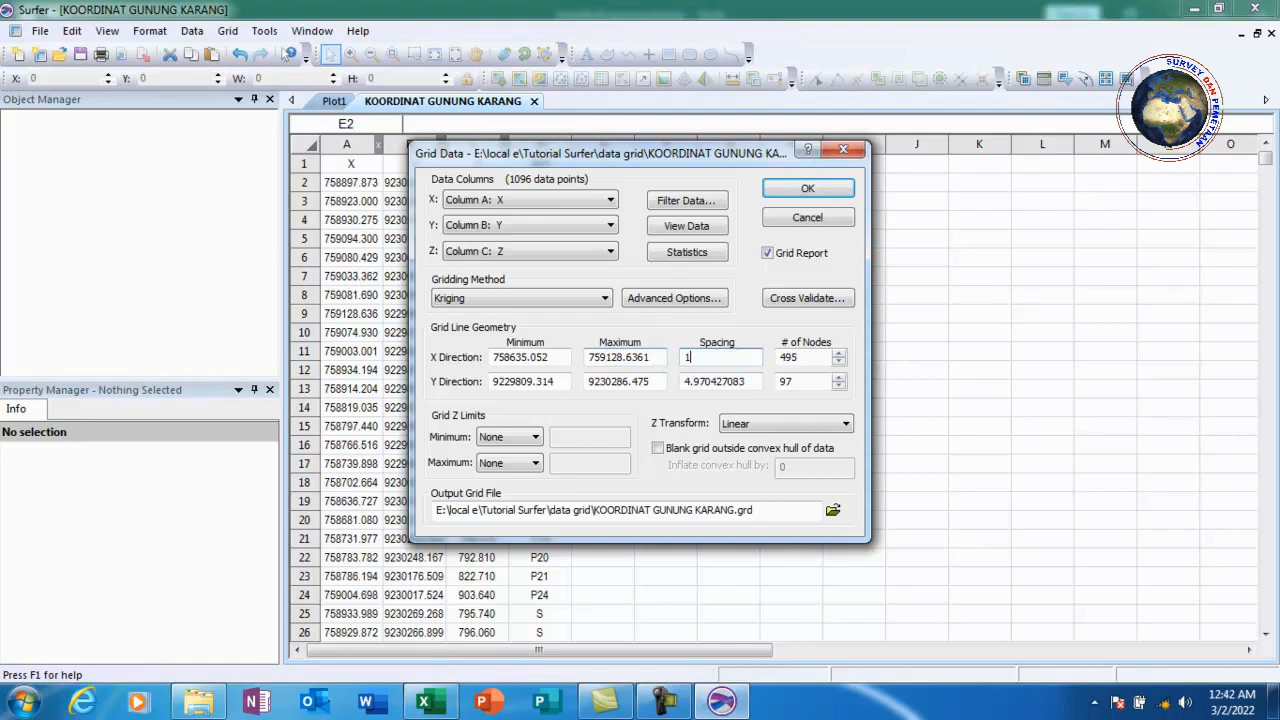 Surfer - [KOORDINAT GUNUNG KARANG]
File Edit View Format Data Grid Tools Window Help
X: 0 Y: 0 W: 0 H: 0
SURVEY DAN PEMETAAN
Object Manager
Plot1 KOORDINAT GUNUNG KARANG
E2
A J K L M O
1 X
2 758897.873
3 758923.000
4 758930.275
5 759094.300
6 759080.429
7 759033.362
8 759081.690
9 759128.636
10 759074.930
11 759003.001
12 758934.194
13 758914.204
14 758819.035
15 758797.440
16 758766.516
17 758739.898
18 758702.664
19 758636.727
20 758681.080
21 758731.977
22 758783.782 9230248.167 792.810 P20
23 758786.194 9230176.509 822.710 P21
24 759004.698 9230017.524 903.640 P24
25 758933.989 9230269.268 795.740 S
26 758929.872 9230266.899 796.060 S
Grid Data - E:\local e\Tutorial Surfer\data grid\KOORDINAT GUNUNG KA...
Data Columns (1096 data points)
X: Column A: X Filter Data... OK
Y: Column B: Y View Data Cancel
Z: Column C: Z Statistics Grid Report
Gridding Method
Kriging Advanced Options... Cross Validate...
Grid Line Geometry
Minimum Maximum Spacing # of Nodes
X Direction: 758635.052 759128.6361 1 495
Y Direction: 9229809.314 9230286.475 4.970427083 97
Grid Z Limits
Minimum: None
Maximum: None
Z Transform: Linear
Blank grid outside convex hull of data
Inflate convex hull by: 0
Output Grid File
E:\local e\Tutorial Surfer\data grid\KOORDINAT GUNUNG KARANG.grd
Property Manager - Nothing Selected
Info
No selection
Press F1 for help
12:42 AM
3/2/2022